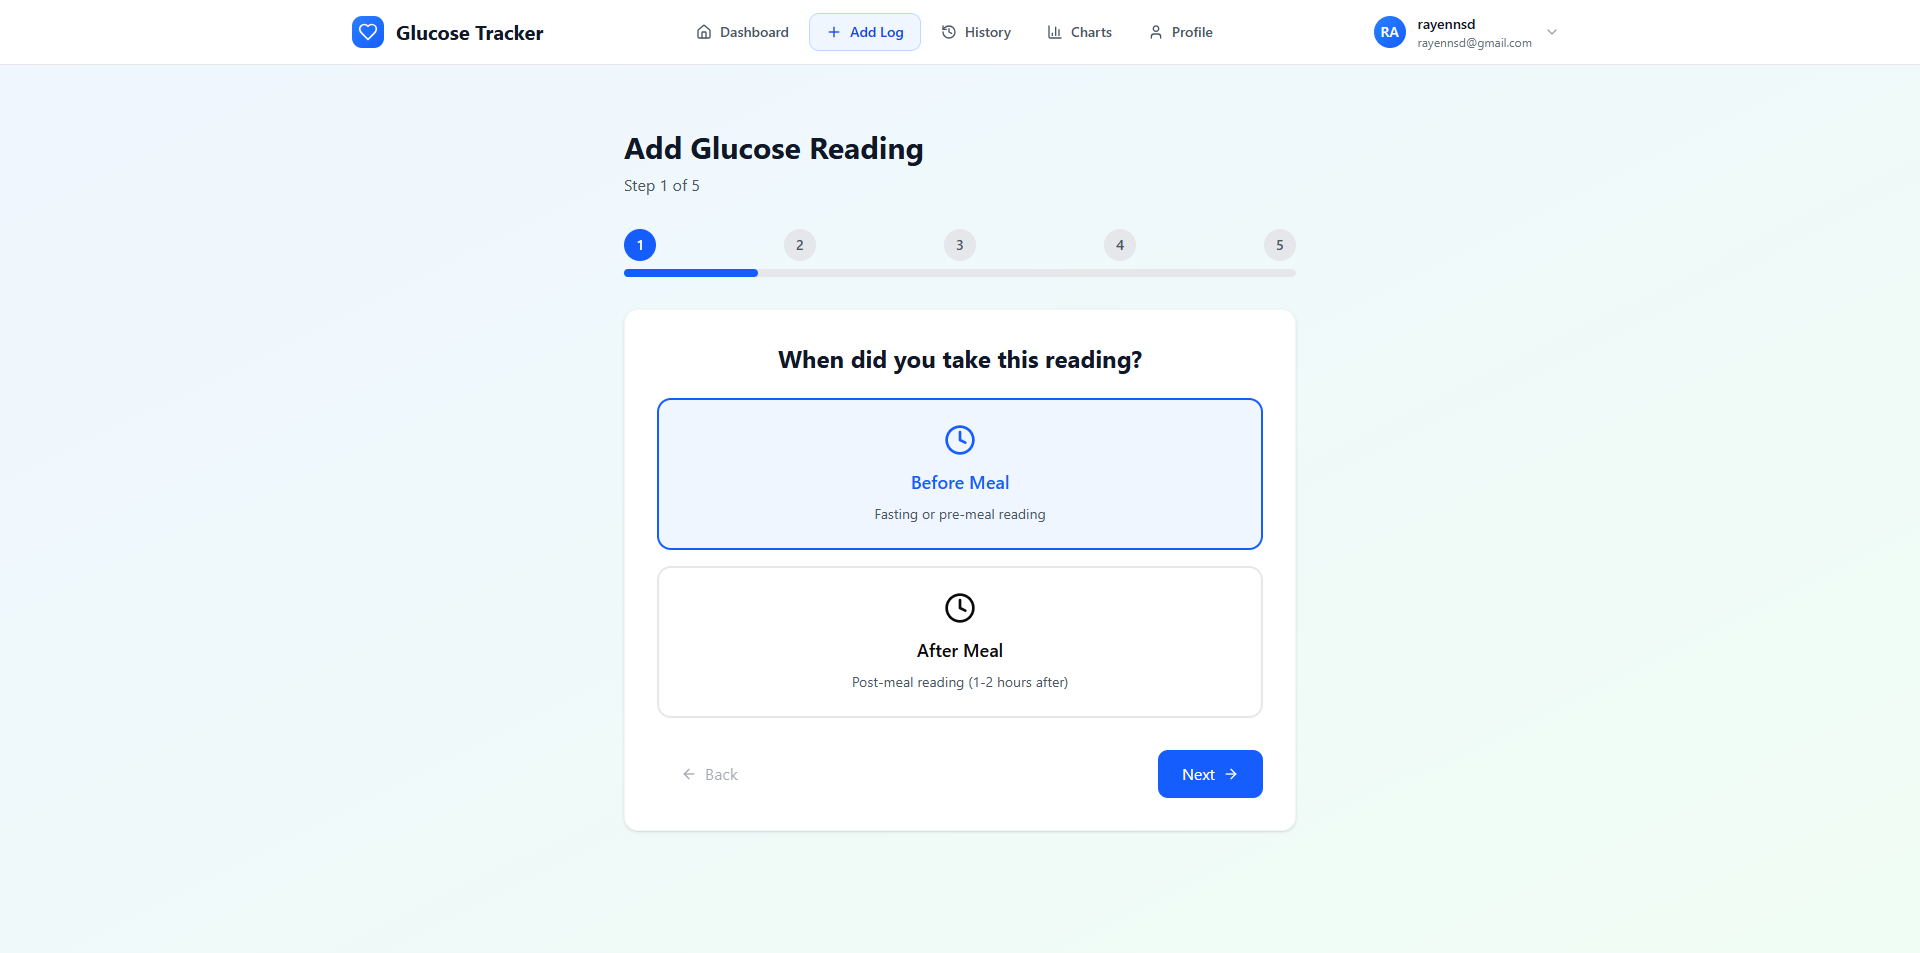 Glucose Tracker
Dashboard
Add Log
History
Charts
Profile
RA
rayennsd
rayennsd@gmail.com
Add Glucose Reading
Step 1 of 5
1
2
3
4
5
When did you take this reading?
Before Meal
Fasting or pre-meal reading
After Meal
Post-meal reading (1-2 hours after)
Back
Next